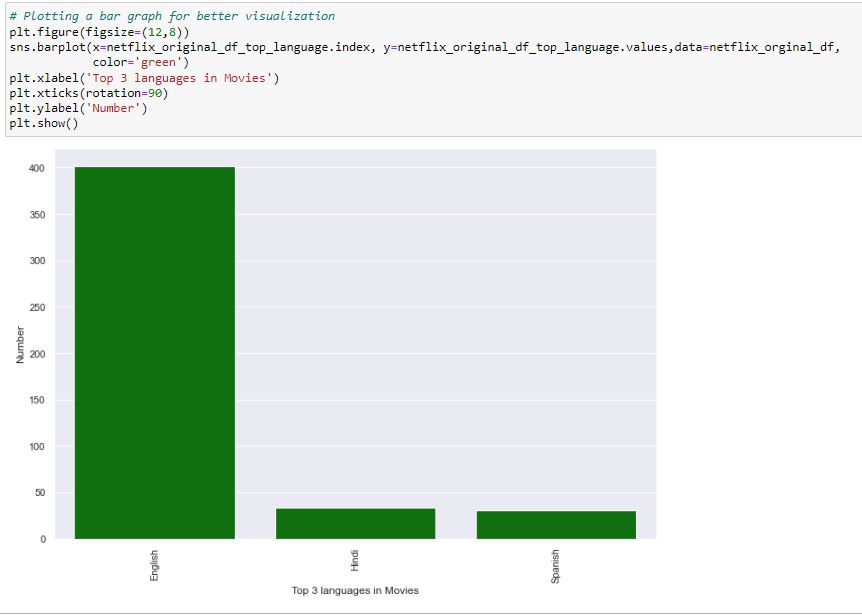 # Plotting a bar graph for better visualization
plt.figure(figsize=(12,8))
sns.barplot(x=netflix_original_df_top_language.index, y=netflix_original_df_top_language.values,data=netflix_orginal_df,
color='green')
plt.xlabel('Top 3 languages in Movies')
plt.xticks(rotation=90)
plt.ylabel('Number')
plt.show()
400
350
300
250
200
150
100
50
0
Number
English
Hindi
Spanish
Top 3 languages in Movies